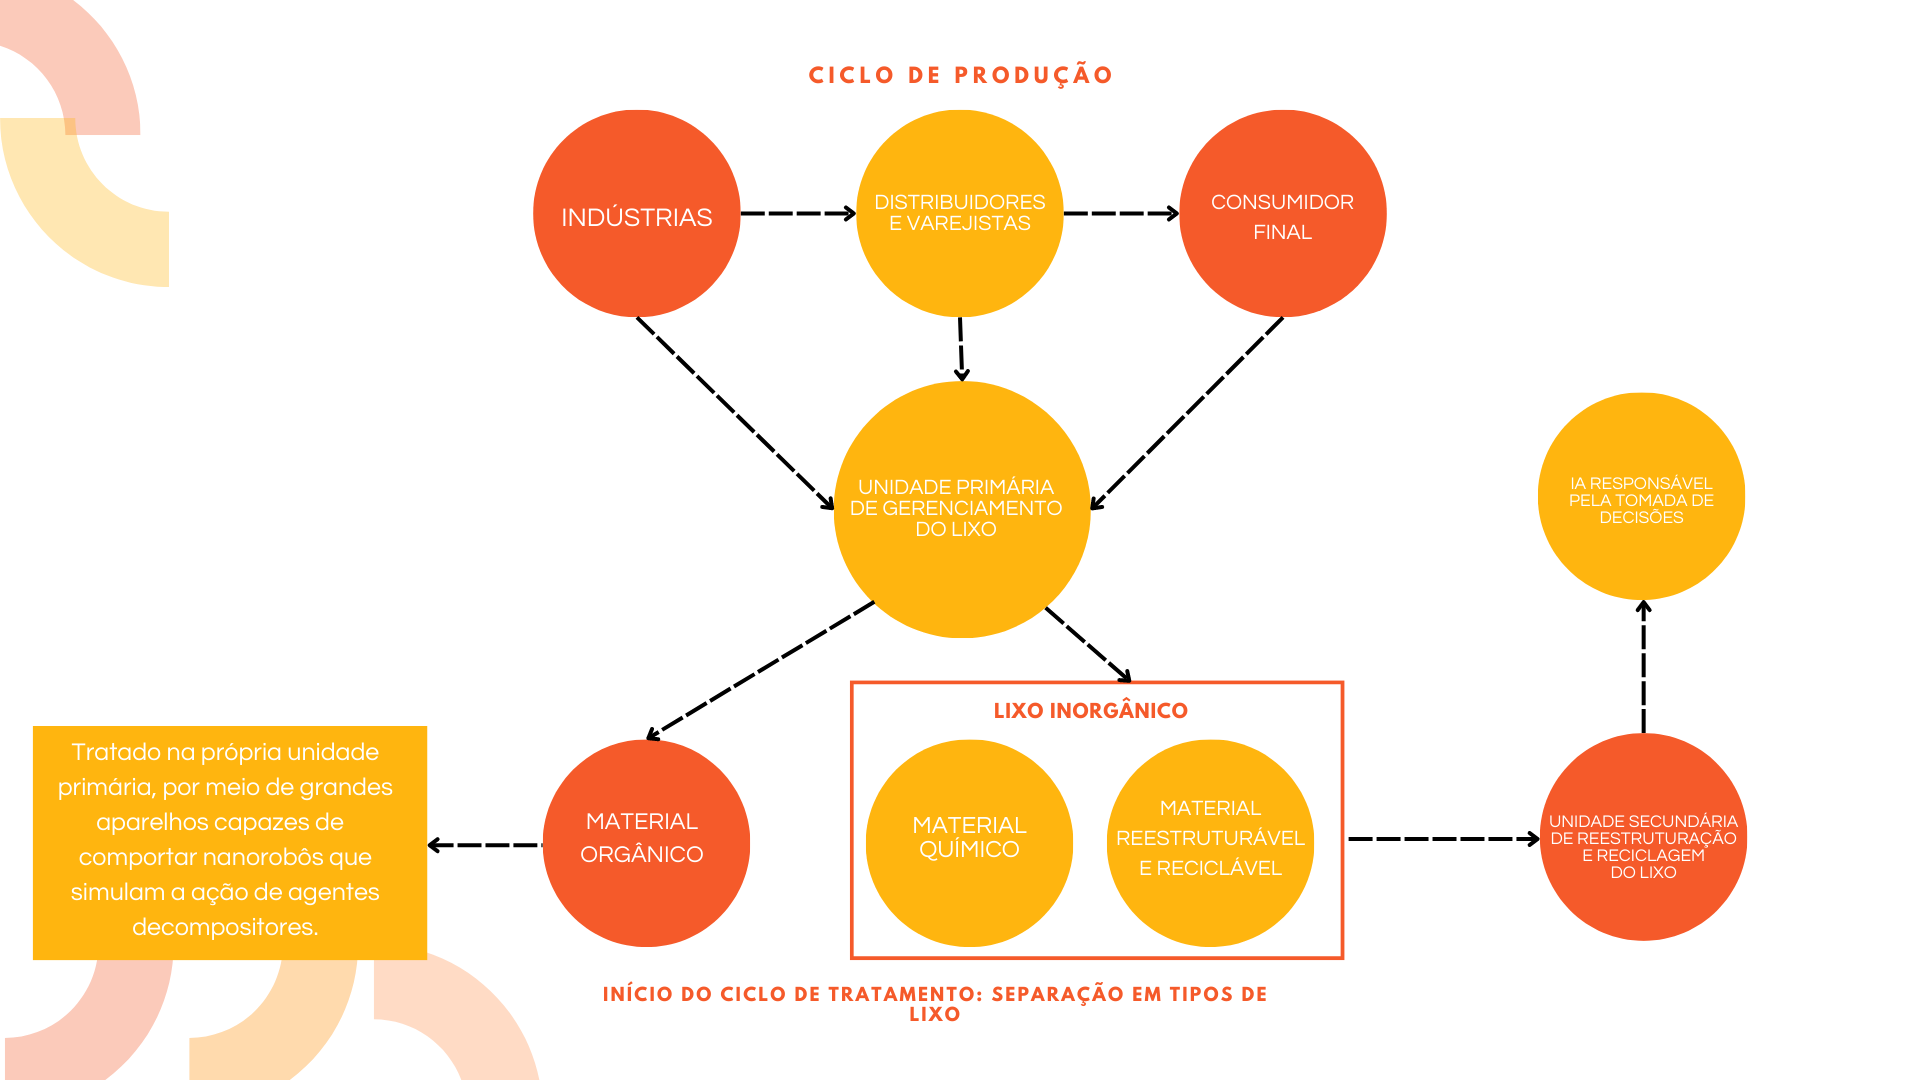 CICLO DE PRODUÇÃO
INDÚSTRIAS
DISTRIBUIDORES
E VAREJISTAS
CONSUMIDOR
FINAL
UNIDADE PRIMÁRIA
DE GERENCIAMENTO
DO LIXO
IA RESPONSÁVEL
PELA TOMADA DE
DECISÕES
LIXO INORGÂNICO
Tratado na própria unidade
primária, por meio de grandes
aparelhos capazes de
comportar nanorobôs que
simulam a ação de agentes
decompositores.
MATERIAL
ORGÂNICO
MATERIAL
QUÍMICO
MATERIAL
REESTRUTURÁVEL
E RECICLÁVEL
UNIDADE SECUNDÁRIA
DE REESTRUTURAÇÃO
E RECICLAGEM
DO LIXO
INÍCIO DO CICLO DE TRATAMENTO: SEPARAÇÃO EM TIPOS DE
LIXO